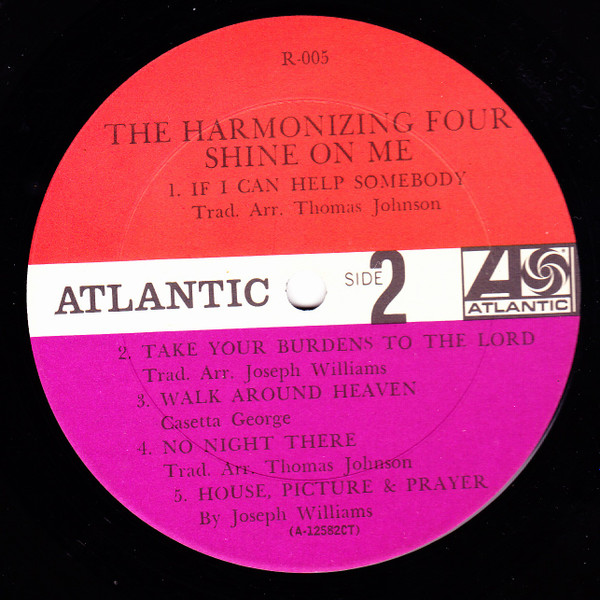 R-005
THE HARMONIZING FOUR
SHINE ON ME
1. IF I CAN HELP SOMEBODY
Trad. Arr. Thomas Johnson
ATLANTIC
SIDE 2
ATLANTIC
2. TAKE YOUR BURDENS TO THE LORD
Trad. Arr. Joseph Williams
3. WALK AROUND HEAVEN
Casetta George
4. NO NIGHT THERE
Trad. Arr. Thomas Johnson
5. HOUSE, PICTURE & PRAYER
By Joseph Williams
(A-12582CT)